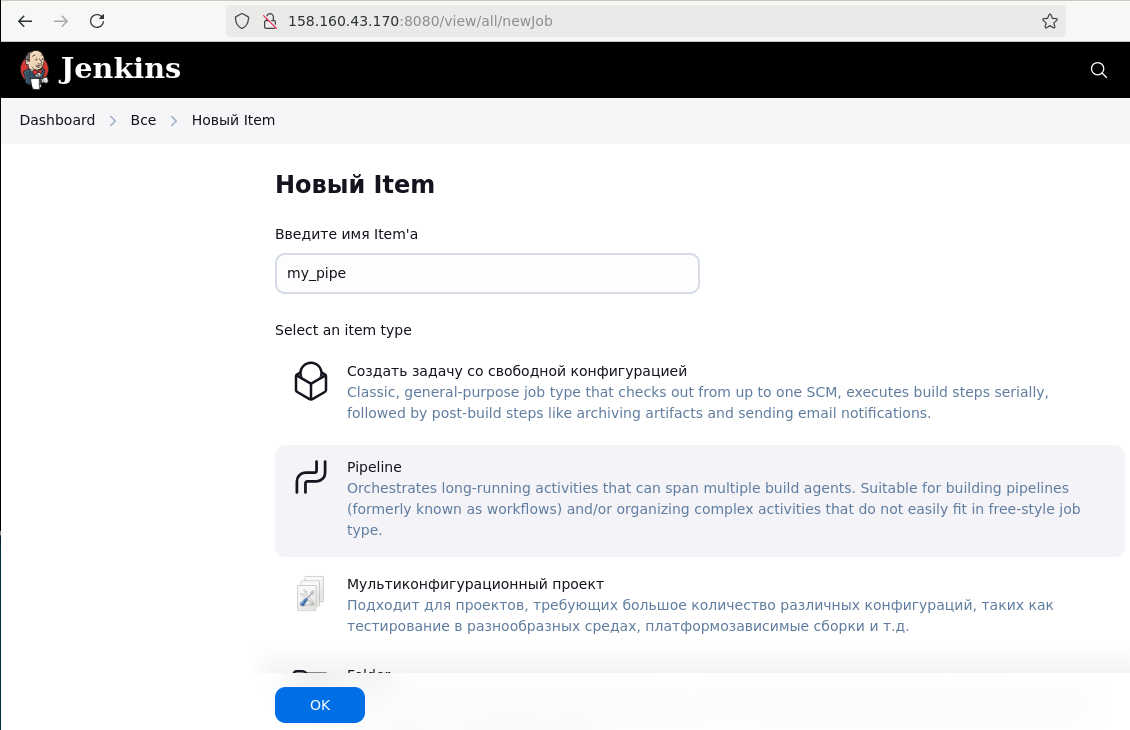 158.160.43.170:8080/view/all/newJob
Jenkins
Dashboard > Все > Новый Item
Новый Item
Введите имя Item'а
my_pipe
Select an item type
Создать задачу со свободной конфигурацией
Classic, general-purpose job type that checks out from up to one SCM, executes build steps serially,
followed by post-build steps like archiving artifacts and sending email notifications.
Pipeline
Orchestrates long-running activities that can span multiple build agents. Suitable for building pipelines
(formerly known as workflows) and/or organizing complex activities that do not easily fit in free-style job
type.
Мультиконфигурационный проект
Подходит для проектов, требующих большое количество различных конфигураций, таких как
тестирование в разнообразных средах, платформозависимые сборки и т.д.
Folder
OK